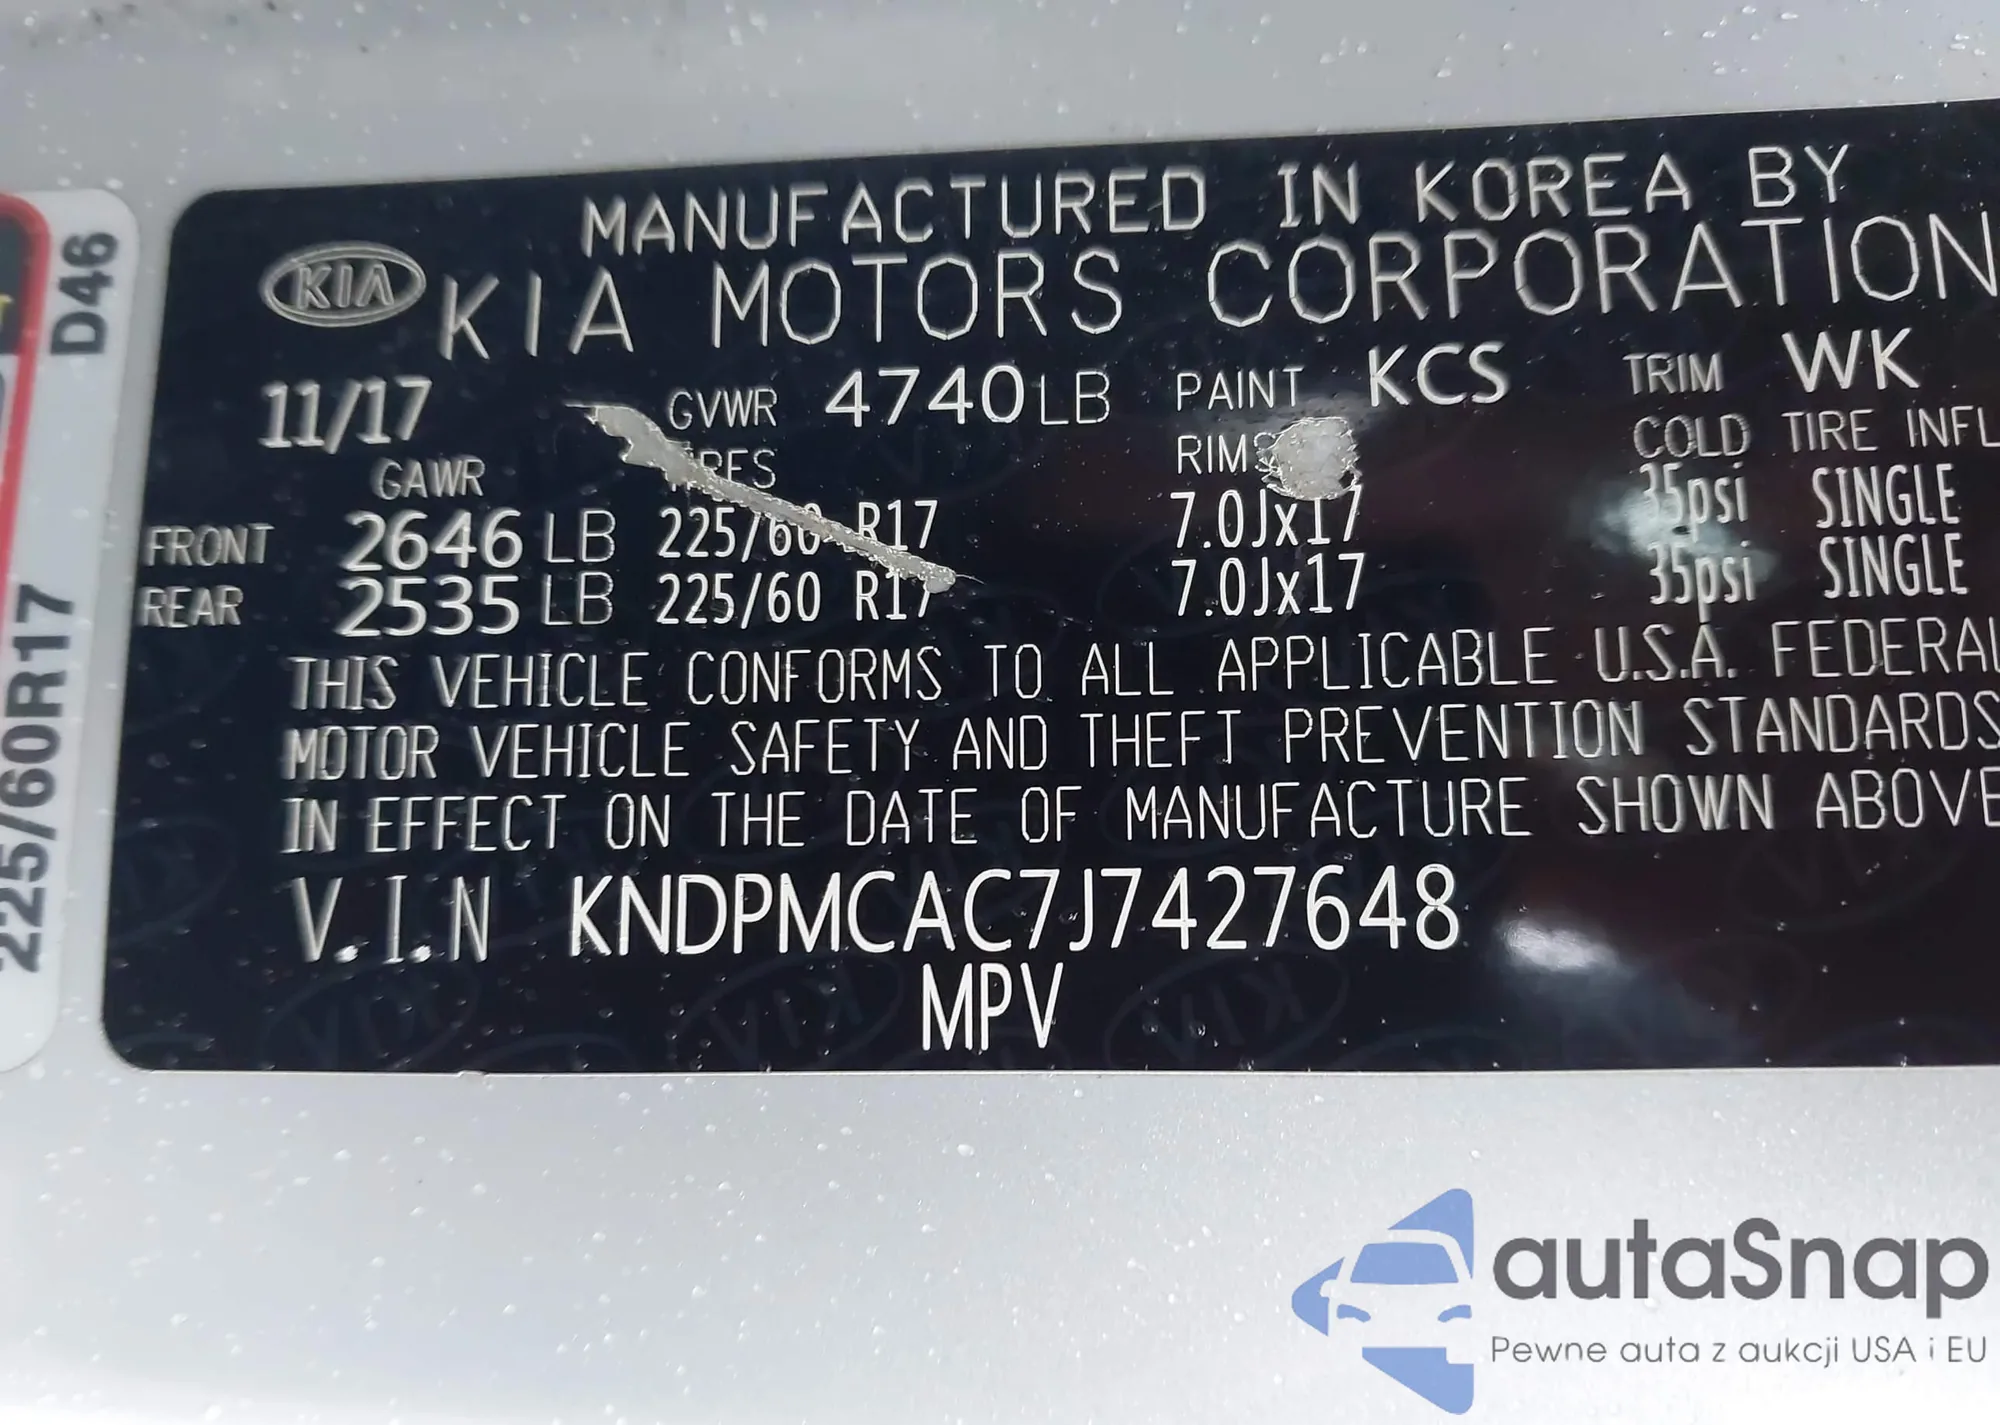 MANUFACTURED IN KOREA BY
KIA KIA MOTORS CORPORATION
11/17 GVWR 4740LB PAINT KCS TRIM WK
GAWR RIMS COLD TIRE INFL
FRONT 2646 LB 225/60 R17 7.0Jx17 35psi SINGLE
REAR 2535 LB 225/60 R17 7.0Jx17 35psi SINGLE
THIS VEHICLE CONFORMS TO ALL APPLICABLE U.S.A. FEDERAL
MOTOR VEHICLE SAFETY AND THEFT PREVENTION STANDARDS
IN EFFECT ON THE DATE OF MANUFACTURE SHOWN ABOVE
V.I.N KNDPMCAC7J7427648
MPV
D46
225/60R17
autaSnap
Pewne auta z aukcji USA i EU